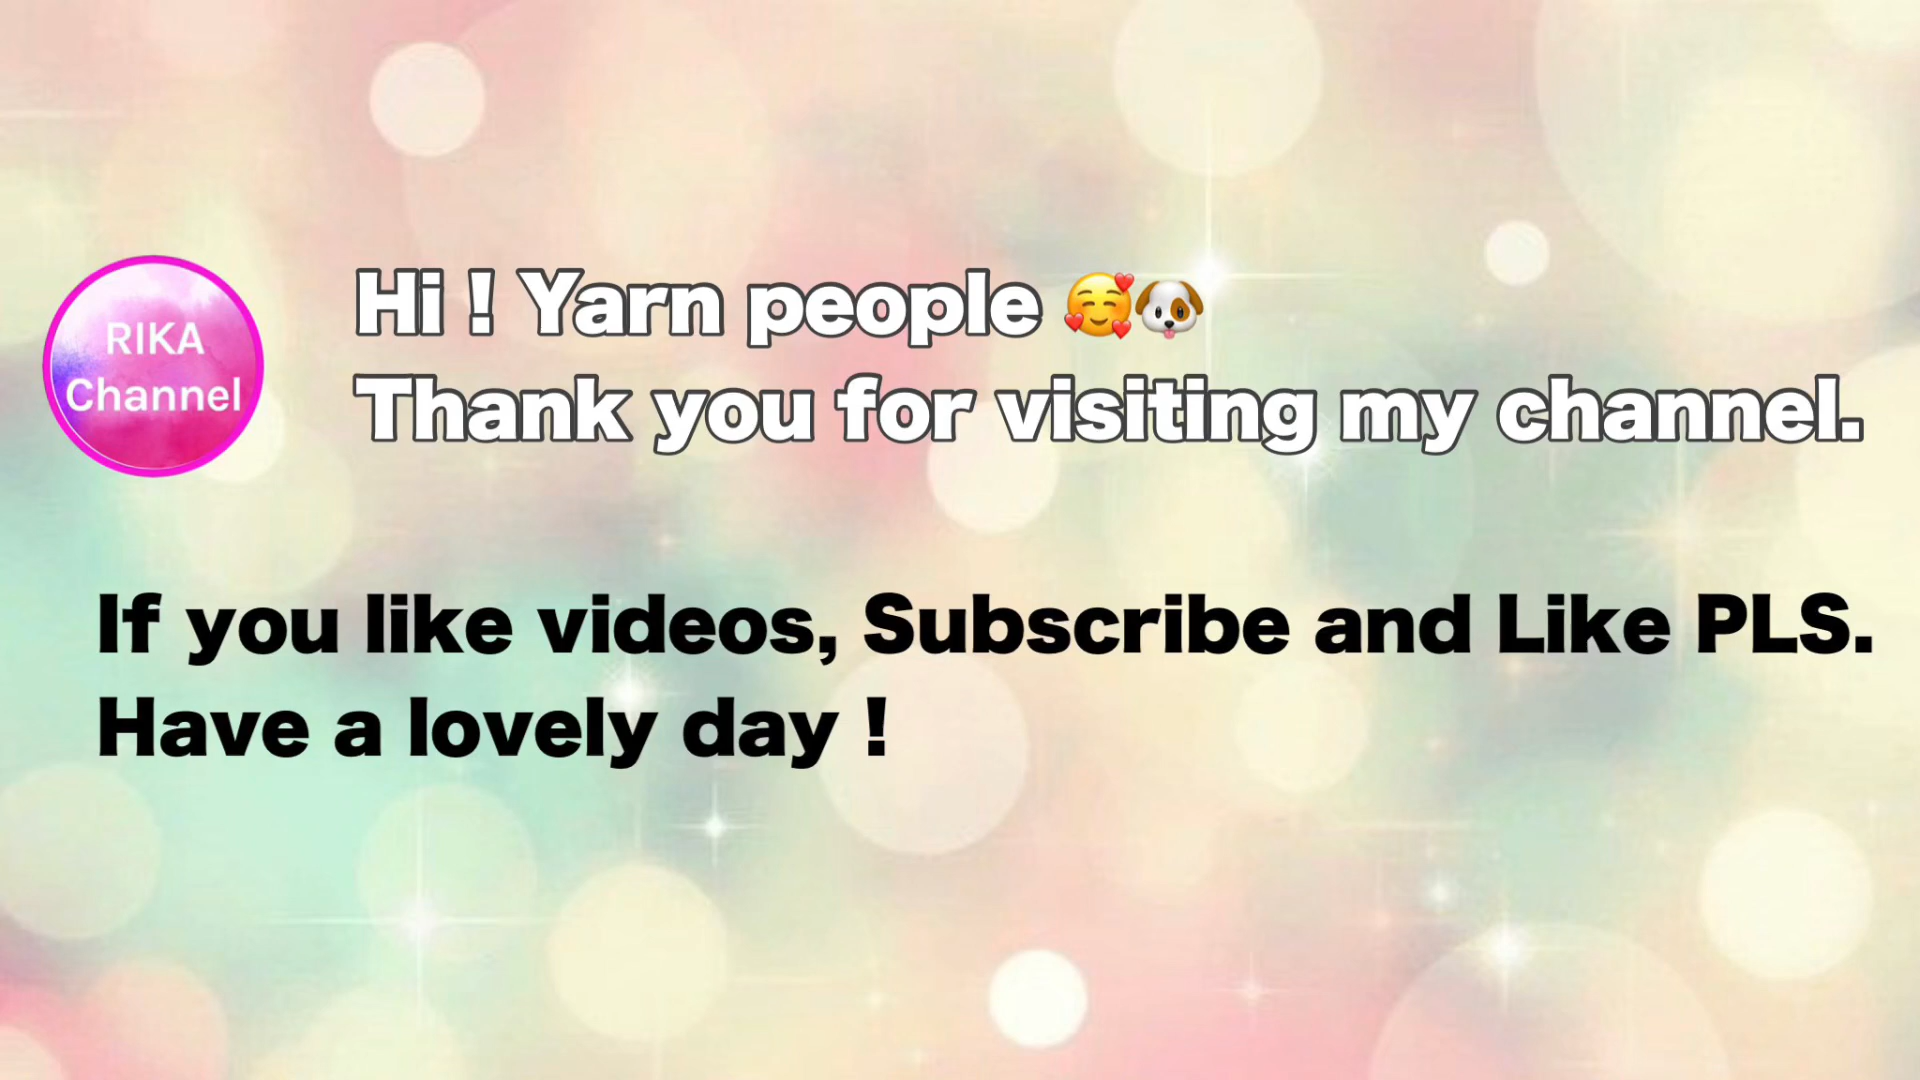 RIKA
Channel
Hi ! Yarn people 🥰🐶
Thank you for visiting my channel.
If you like videos, Subscribe and Like PLS.
Have a lovely day !